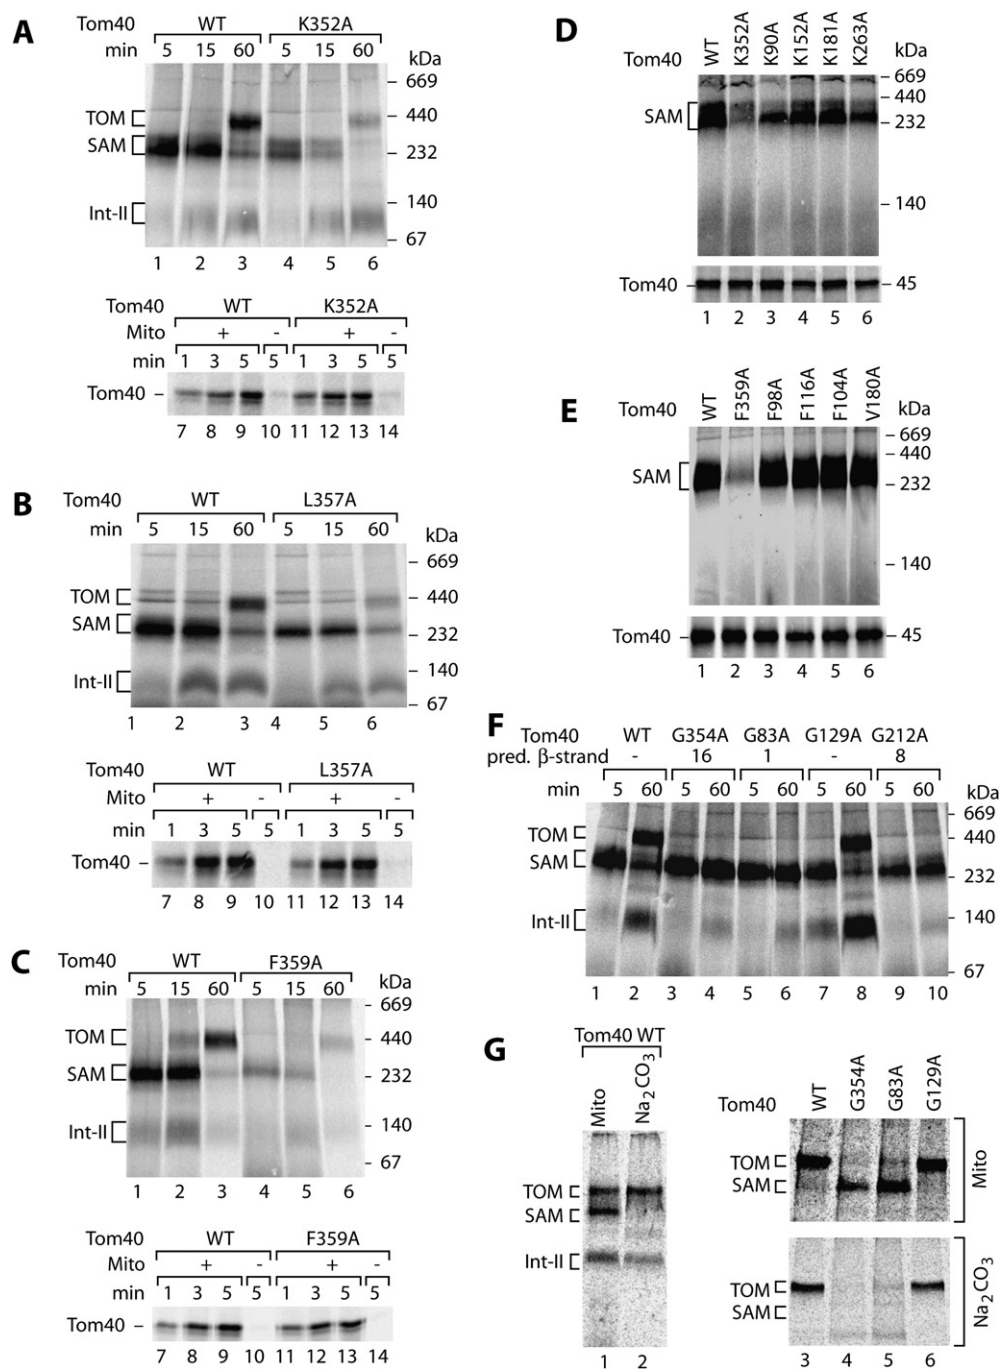 A
Tom40 WT K352A
min 5 15 60 5 15 60
kDa
669
TOM 440
SAM 232
Int-II 140
67
1 2 3 4 5 6
Tom40 WT K352A
Mito + - + -
min 1 3 5 5 1 3 5 5
Tom40
7 8 9 10 11 12 13 14
B
Tom40 WT L357A
min 5 15 60 5 15 60
kDa
669
TOM 440
SAM 232
Int-II 140
67
1 2 3 4 5 6
Tom40 WT L357A
Mito + - + -
min 1 3 5 5 1 3 5 5
Tom40
7 8 9 10 11 12 13 14
C
Tom40 WT F359A
min 5 15 60 5 15 60
kDa
669
TOM 440
SAM 232
Int-II 140
67
1 2 3 4 5 6
Tom40 WT F359A
Mito + - + -
min 1 3 5 5 1 3 5 5
Tom40
7 8 9 10 11 12 13 14
D
Tom40 WT K352A K90A K152A K181A K263A
kDa
669
440
SAM 232
140
Tom40 45
1 2 3 4 5 6
E
Tom40 WT F359A F98A F116A F104A V180A
kDa
669
440
SAM 232
140
Tom40 45
1 2 3 4 5 6
F
Tom40 WT G354A G83A G129A G212A
pred. β-strand - 16 1 - 8
min 5 60 5 60 5 60 5 60 5 60
kDa
669
TOM 440
SAM 232
Int-II 140
67
1 2 3 4 5 6 7 8 9 10
G
Tom40 WT
Mito Na2CO3
TOM
SAM
Int-II
1 2
Tom40 WT G354A G83A G129A
TOM
SAM
Mito
TOM
SAM
Na2CO3
3 4 5 6